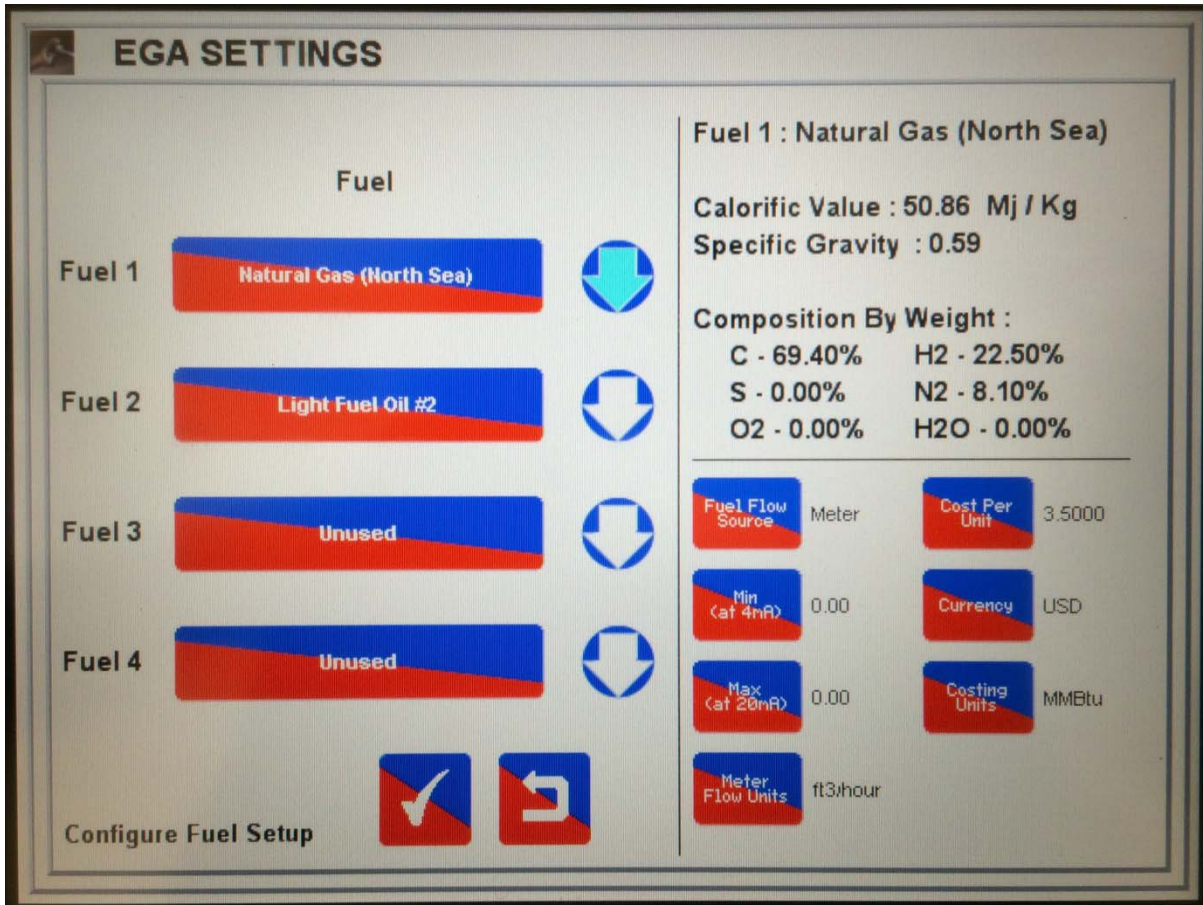 EGA SETTINGS
Fuel
Fuel 1
Natural Gas (North Sea)
Fuel 2
Light Fuel Oil #2
Fuel 3
Unused
Fuel 4
Unused
Configure Fuel Setup
Fuel 1 : Natural Gas (North Sea)
Calorific Value : 50.86 Mj / Kg
Specific Gravity : 0.59
Composition By Weight :
C - 69.40% H2 - 22.50%
S - 0.00% N2 - 8.10%
O2 - 0.00% H2O - 0.00%
Fuel Flow
Source
Meter
Cost Per
Unit
3.5000
Min
(at 4mA)
0.00
Currency
USD
Max
(at 20mA)
0.00
Costing
Units
MMBtu
Meter
Flow Units
ft3/hour